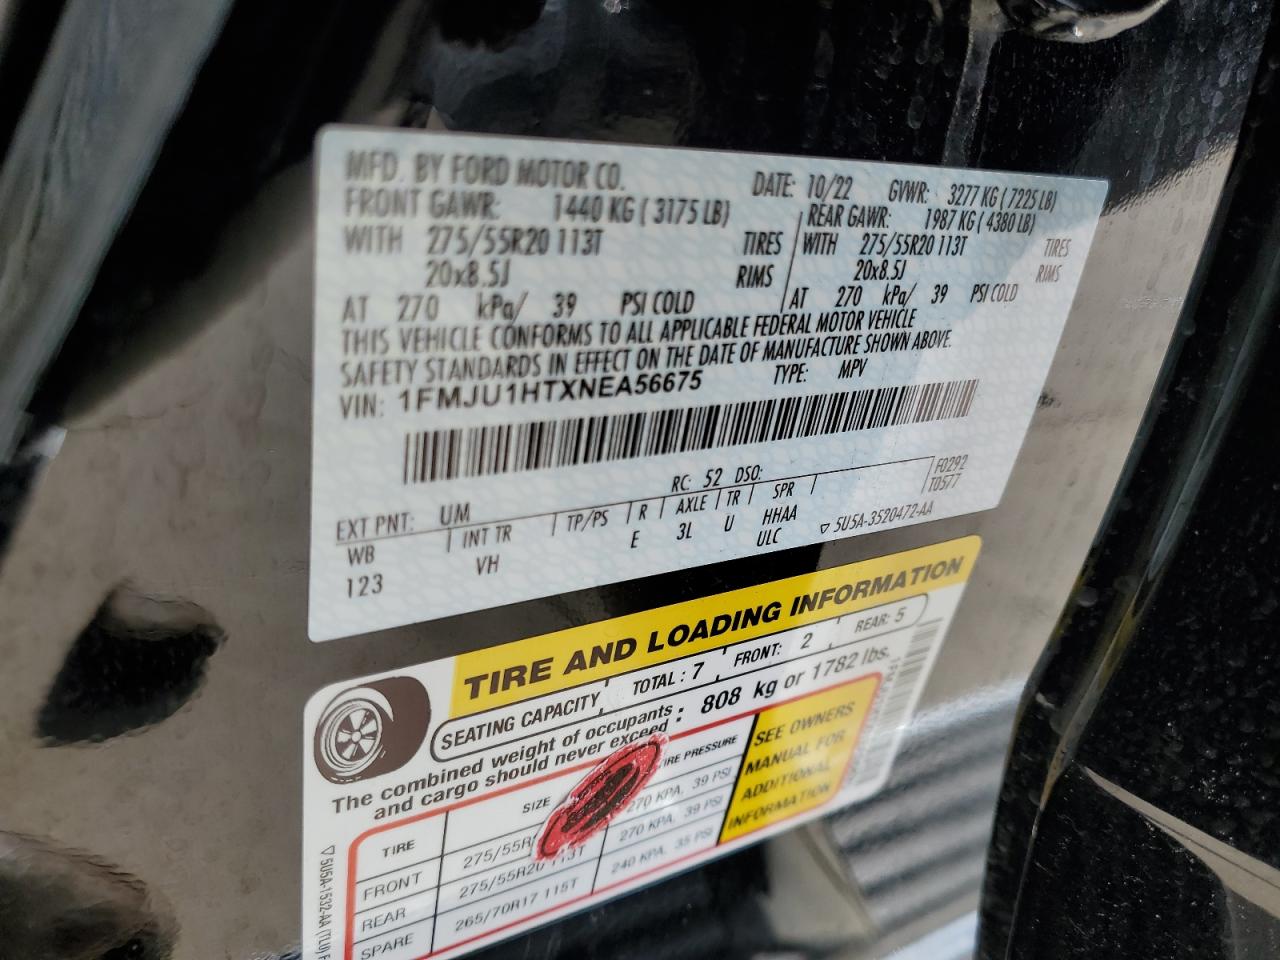 MFD. BY FORD MOTOR CO. DATE: 10/22 GVWR: 3277 KG (7225 LB)
FRONT GAWR: 1440 KG (3175 LB) REAR GAWR: 1987 KG (4380 LB)
WITH 275/55R20 113T TIRES WITH 275/55R20 113T TIRES
20x8.5J RIMS 20x8.5J RIMS
AT 270 kPa/ 39 PSI COLD AT 270 kPa/ 39 PSI COLD
THIS VEHICLE CONFORMS TO ALL APPLICABLE FEDERAL MOTOR VEHICLE
SAFETY STANDARDS IN EFFECT ON THE DATE OF MANUFACTURE SHOWN ABOVE.
VIN: 1FMJU1HTXNEA56675 TYPE: MPV
F0292
EXT PNT: UM RC: 52 DSO: T0577
WB INT TR TP/PS R AXLE TR SPR
123 VH E 3L U HHAA
ULC ▽ 5U5A-3520472-AA
TIRE AND LOADING INFORMATION
SEATING CAPACITY TOTAL: 7 FRONT: 2 REAR: 5
The combined weight of occupants and cargo should never exceed: 808 kg or 1782 lbs.
TIRE SIZE TIRE PRESSURE
FRONT 275/55R 270 KPA, 39 PSI
REAR 275/55R20 113T 270 KPA, 39 PSI
SPARE 265/70R17 115T 240 KPA, 35 PSI
SEE OWNERS
MANUAL FOR
ADDITIONAL
INFORMATION
▽ 5U5A-1532-AA (TLU)